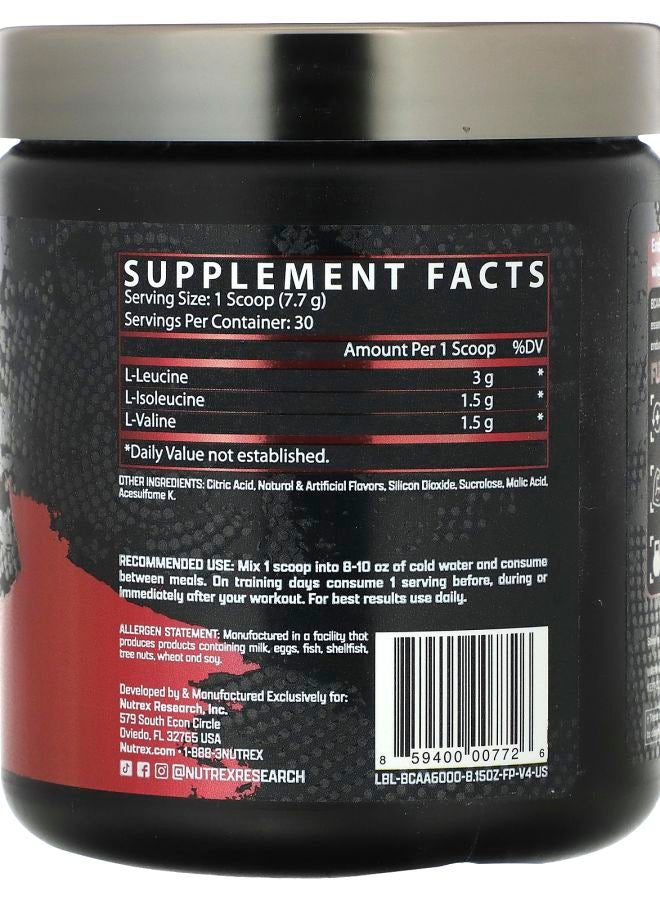 SUPPLEMENT FACTS
Serving Size: 1 Scoop (7.7 g)
Servings Per Container: 30
Amount Per 1 Scoop %DV
L-Leucine 3 g *
L-Isoleucine 1.5 g *
L-Valine 1.5 g *
*Daily Value not established.
OTHER INGREDIENTS: Citric Acid, Natural & Artificial Flavors, Silicon Dioxide, Sucralose, Malic Acid,
Acesulfame K.
RECOMMENDED USE: Mix 1 scoop into 8-10 oz of cold water and consume
between meals. On training days consume 1 serving before, during or
immediately after your workout. For best results use daily.
ALLERGEN STATEMENT: Manufactured in a facility that
produces products containing milk, eggs, fish, shellfish,
tree nuts, wheat and soy.
Developed by & Manufactured Exclusively for:
Nutrex Research, Inc.
579 South Econ Circle
Oviedo, FL 32765 USA
Nutrex.com • 1-888-3NUTREX
@NUTREXRESEARCH
8 59400 00772 6
LBL-BCAA6000-8.15OZ-FP-V4-US